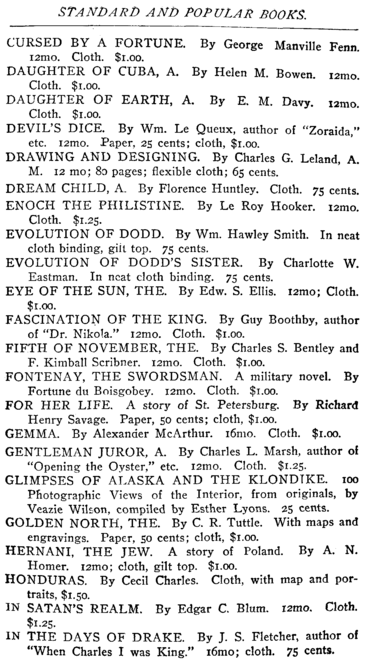 STANDARD AND POPULAR BOOKS.
CURSED BY A FORTUNE. By George Manville Fenn.
12mo. Cloth. $1.00.
DAUGHTER OF CUBA, A. By Helen M. Bowen. 12mo.
Cloth. $1.00.
DAUGHTER OF EARTH, A. By E. M. Davy. 12mo.
Cloth. $1.00.
DEVIL'S DICE. By Wm. Le Queux, author of "Zoraida,"
etc. 12mo. Paper, 25 cents; cloth, $1.00.
DRAWING AND DESIGNING. By Charles G. Leland, A.
M. 12 mo; 80 pages; flexible cloth; 65 cents.
DREAM CHILD, A. By Florence Huntley. Cloth. 75 cents.
ENOCH THE PHILISTINE. By Le Roy Hooker. 12mo.
Cloth. $1.25.
EVOLUTION OF DODD. By Wm. Hawley Smith. In neat
cloth binding, gilt top. 75 cents.
EVOLUTION OF DODD'S SISTER. By Charlotte W.
Eastman. In neat cloth binding. 75 cents.
EYE OF THE SUN, THE. By Edw. S. Ellis. 12mo; Cloth.
$1.00.
FASCINATION OF THE KING. By Guy Boothby, author
of "Dr. Nikola." 12mo. Cloth. $1.00.
FIFTH OF NOVEMBER, THE. By Charles S. Bentley and
F. Kimball Scribner. 12mo. Cloth. $1.00.
FONTENAY, THE SWORDSMAN. A military novel. By
Fortune du Boisgobey. 12mo. Cloth. $1.00.
FOR HER LIFE. A story of St. Petersburg. By Richard
Henry Savage. Paper, 50 cents; cloth, $1.00.
GEMMA. By Alexander McArthur. 16mo. Cloth. $1.00.
GENTLEMAN JUROR, A. By Charles L. Marsh, author of
"Opening the Oyster," etc. 12mo. Cloth. $1.25.
GLIMPSES OF ALASKA AND THE KLONDIKE. 100
Photographic Views of the Interior, from originals, by
Veazie Wilson, compiled by Esther Lyons. 25 cents.
GOLDEN NORTH, THE. By C. R. Tuttle. With maps and
engravings. Paper, 50 cents; cloth, $1.00.
HERNANI, THE JEW. A story of Poland. By A. N.
Homer. 12mo; cloth, gilt top. $1.00.
HONDURAS. By Cecil Charles. Cloth, with map and por-
traits, $1.50.
IN SATAN'S REALM. By Edgar C. Blum. 12mo. Cloth.
$1.25.
IN THE DAYS OF DRAKE. By J. S. Fletcher, author of
"When Charles I was King." 16mo; cloth. 75 cents.